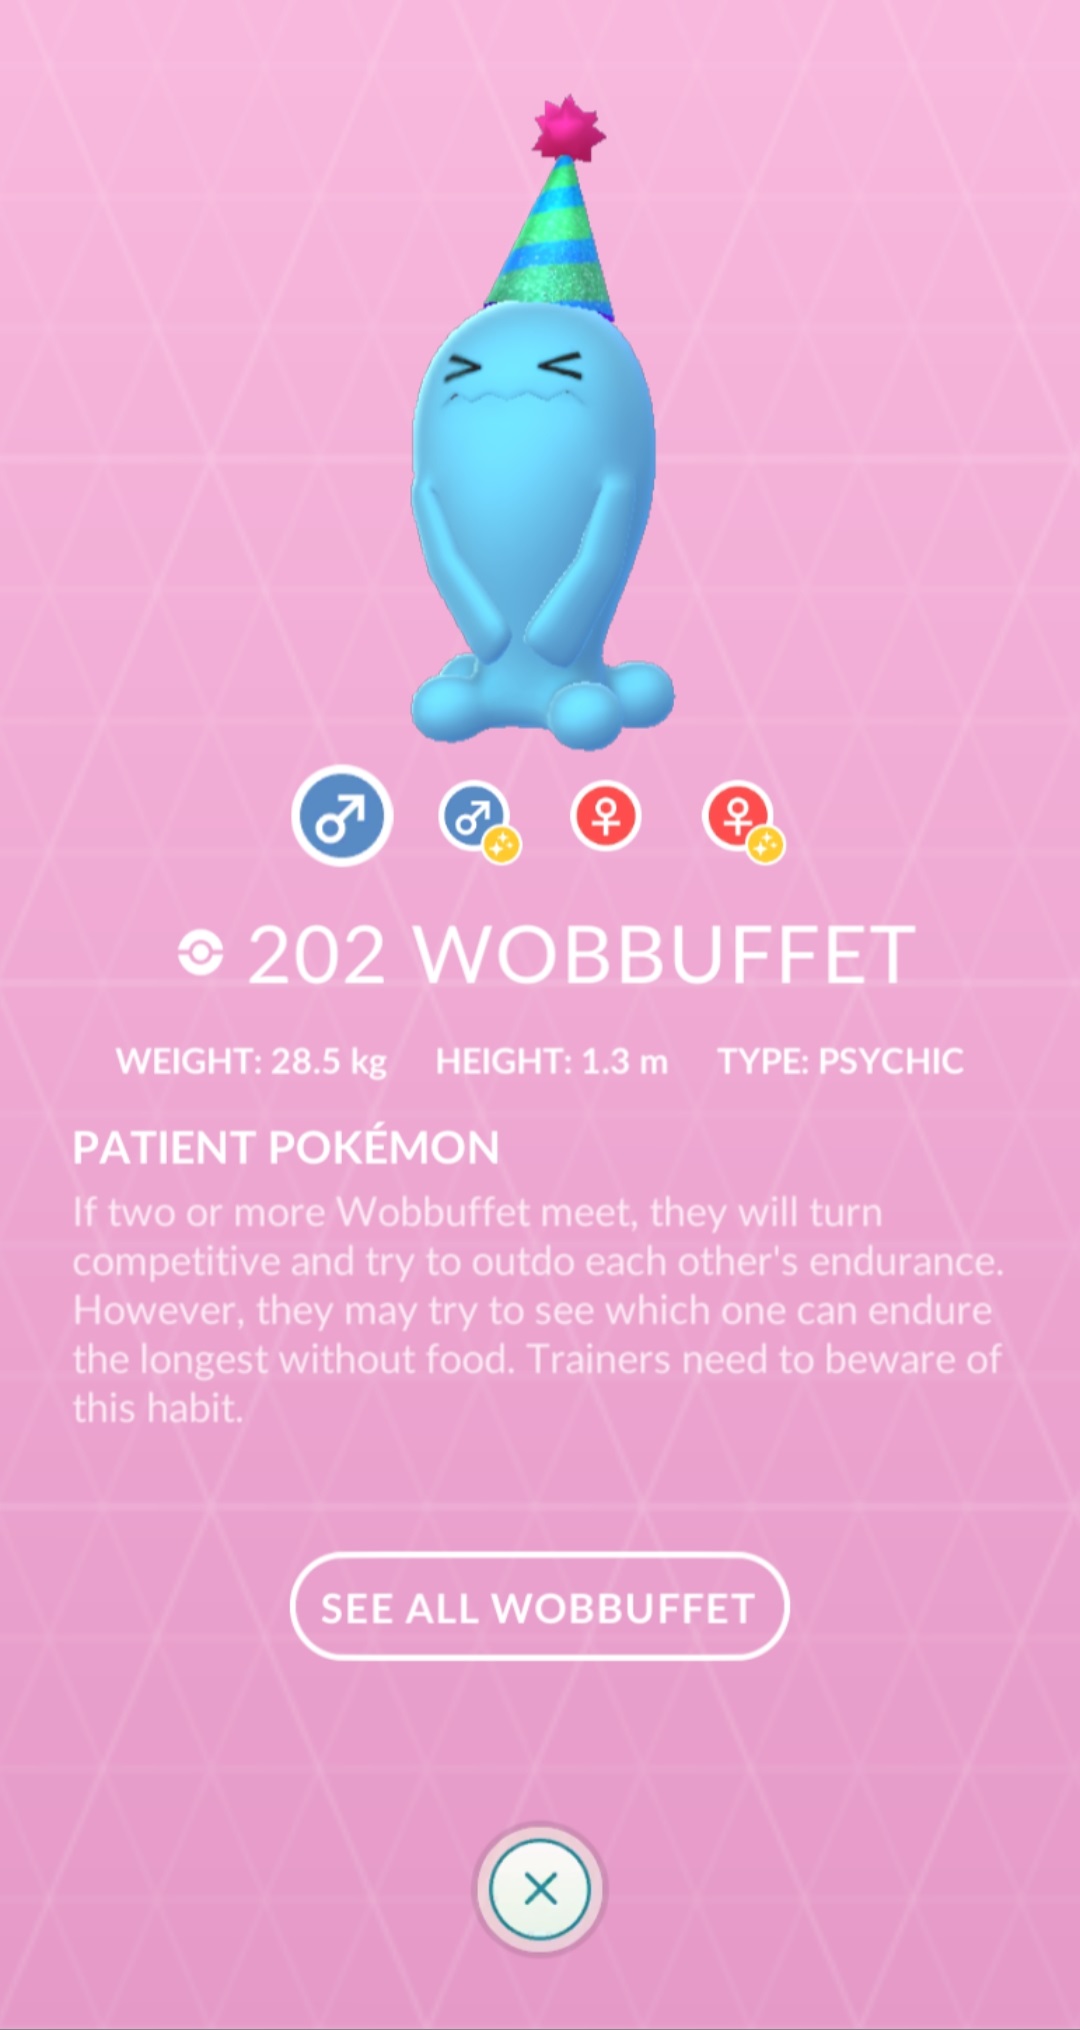 202 WOBBUFFET
WEIGHT: 28.5 kg HEIGHT: 1.3 m TYPE: PSYCHIC
PATIENT POKÉMON
If two or more Wobbuffet meet, they will turn
competitive and try to outdo each other's endurance.
However, they may try to see which one can endure
the longest without food. Trainers need to beware of
this habit.
SEE ALL WOBBUFFET